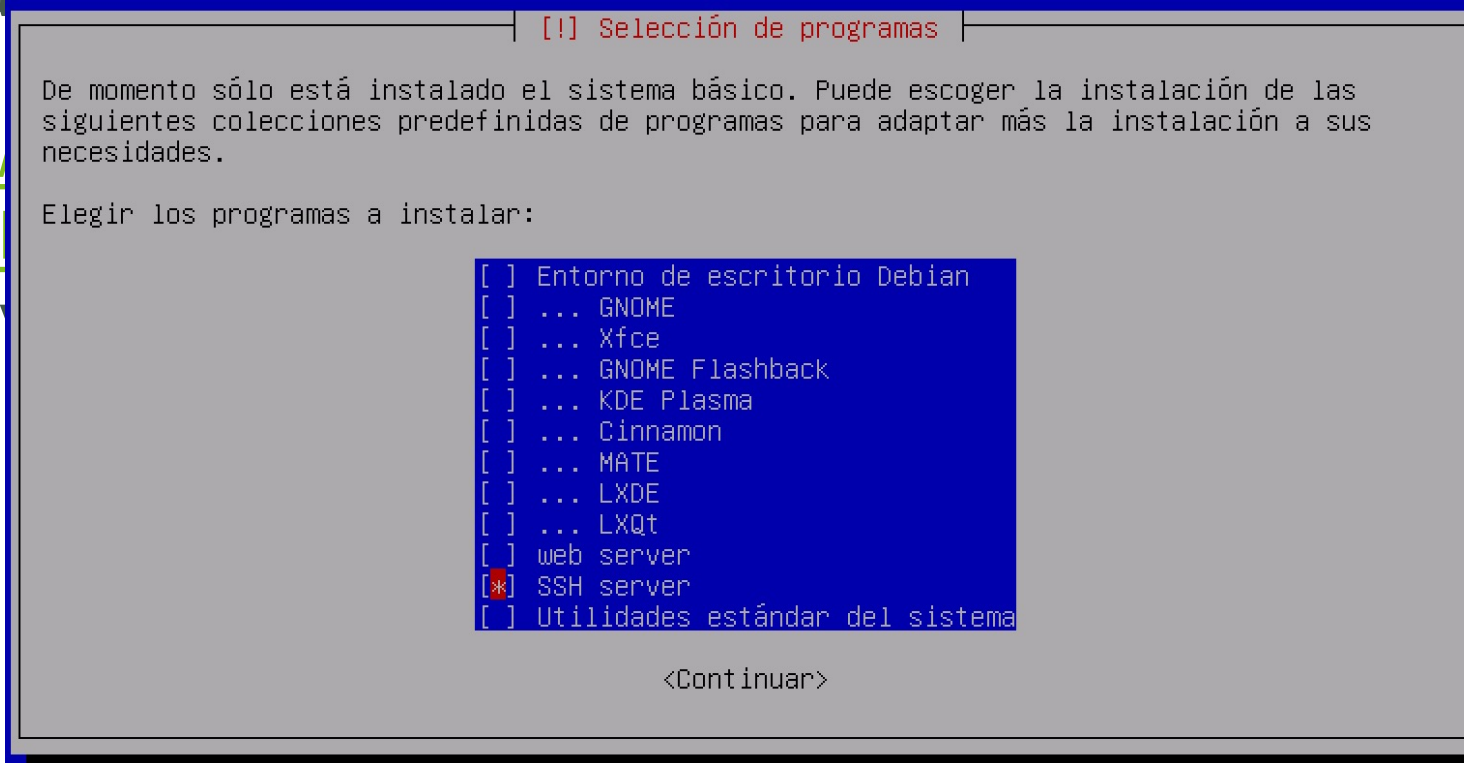 [!] Selección de programas
De momento sólo está instalado el sistema básico. Puede escoger la instalación de las
siguientes colecciones predefinidas de programas para adaptar más la instalación a sus
necesidades.
Elegir los programas a instalar:
[ ] Entorno de escritorio Debian
[ ] ... GNOME
[ ] ... Xfce
[ ] ... GNOME Flashback
[ ] ... KDE Plasma
[ ] ... Cinnamon
[ ] ... MATE
[ ] ... LXDE
[ ] ... LXQt
[ ] web server
[*] SSH server
[ ] Utilidades estándar del sistema
<Continuar>